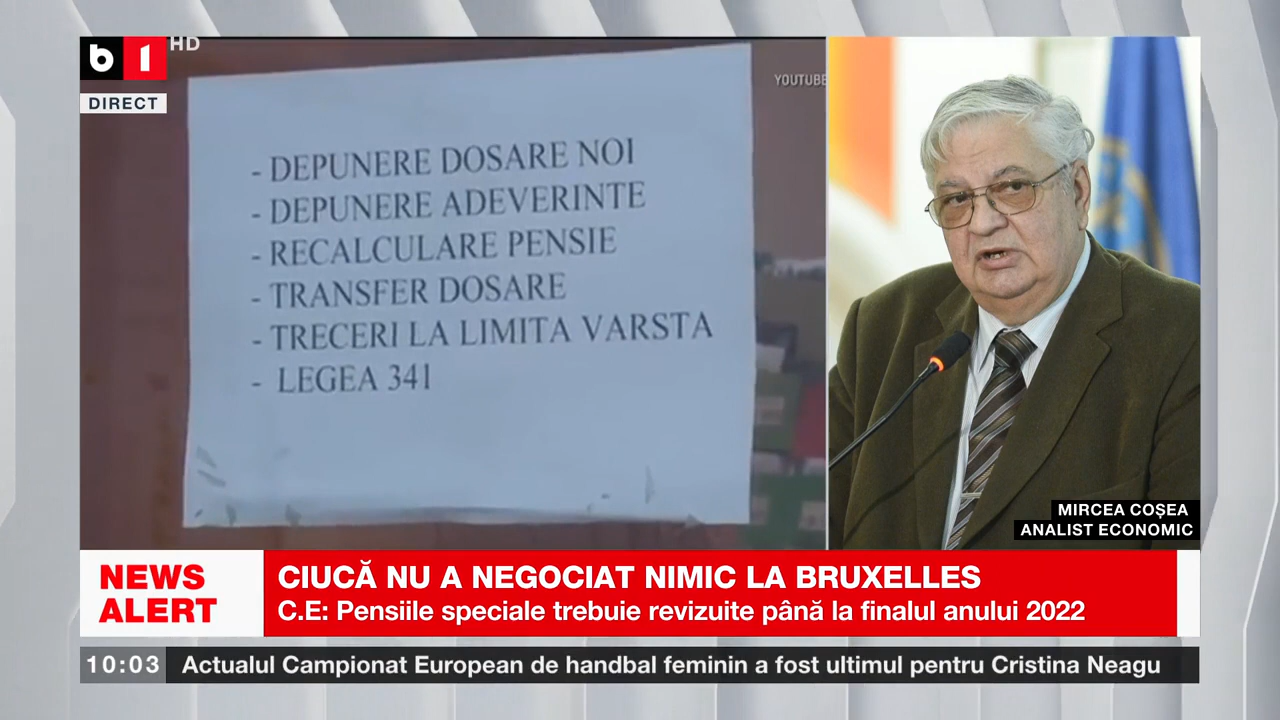 b 1 HD
DIRECT
YOUTUBE
- DEPUNERE DOSARE NOI
- DEPUNERE ADEVERINTE
- RECALCULARE PENSIE
- TRANSFER DOSARE
- TRECERI LA LIMITA VARSTA
- LEGEA 341
MIRCEA COȘEA
ANALIST ECONOMIC
NEWS
ALERT
CIUCĂ NU A NEGOCIAT NIMIC LA BRUXELLES
C.E: Pensiile speciale trebuie revizuite până la finalul anului 2022
10:03 Actualul Campionat European de handbal feminin a fost ultimul pentru Cristina Neagu